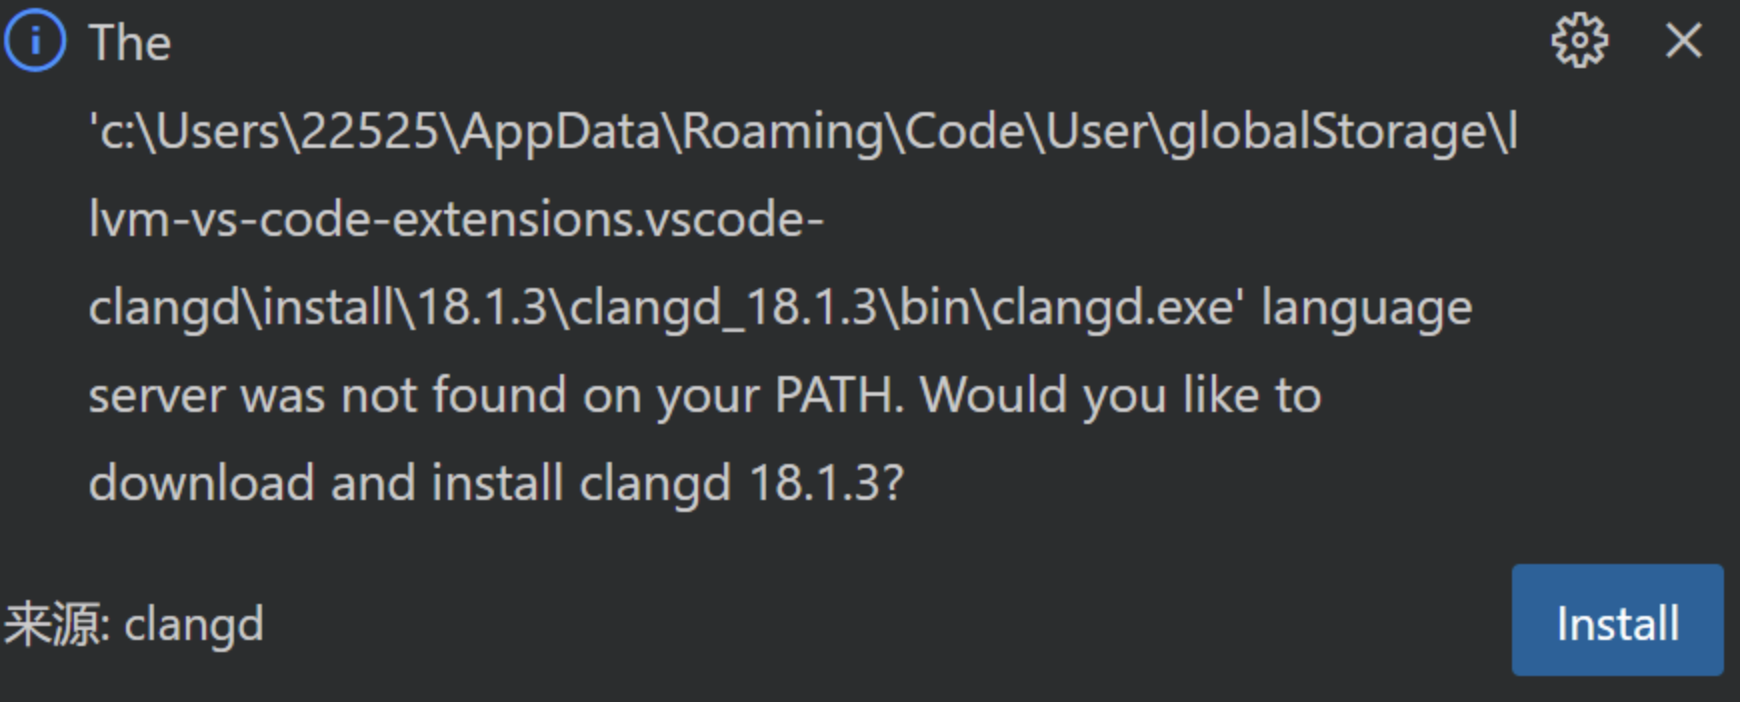 The
'c:\Users\22525\AppData\Roaming\Code\User\globalStorage\l
lvm-vs-code-extensions.vscode-
clangd\install\18.1.3\clangd_18.1.3\bin\clangd.exe' language
server was not found on your PATH. Would you like to
download and install clangd 18.1.3?
来源: clangd
Install